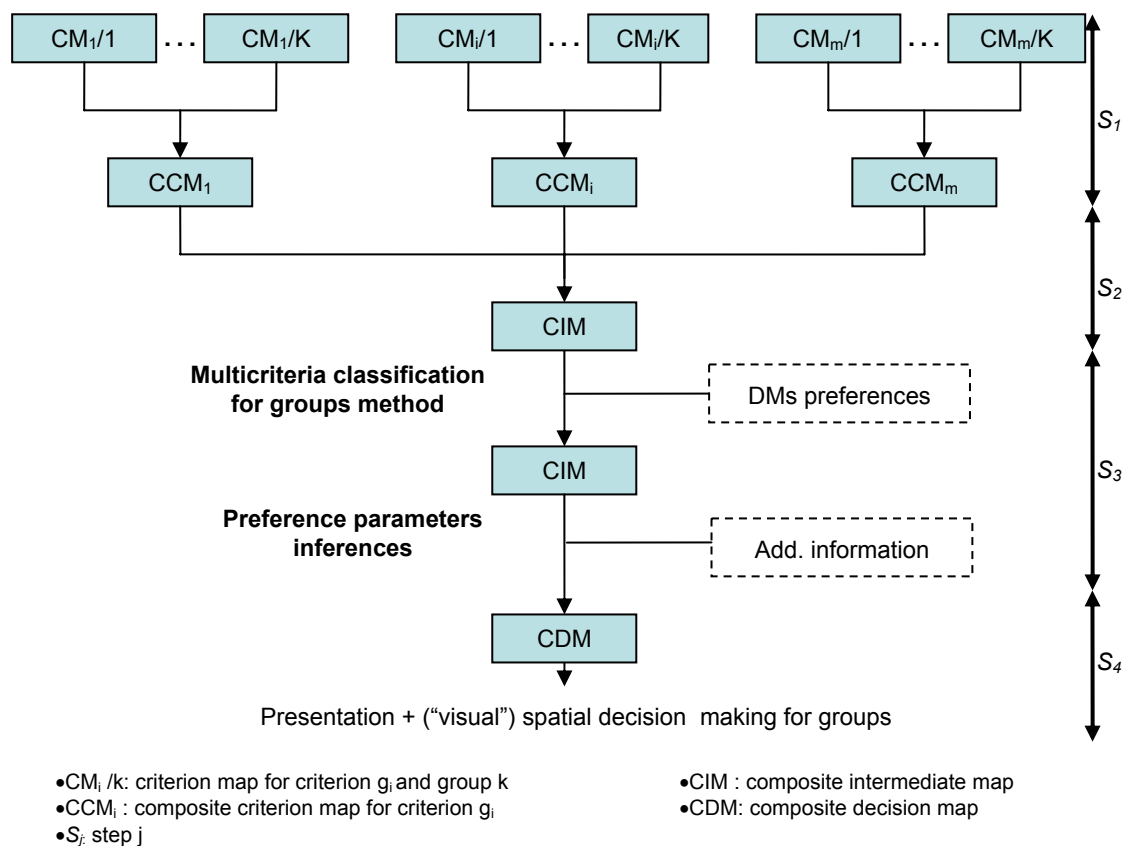 CM₁/1 ... CM₁/K CMᵢ/1 ... CMᵢ/K CMₘ/1 ... CMₘ/K
S₁
CCM₁ CCMᵢ CCMₘ
S₂
CIM
Multicriteria classification
for groups method
DMs preferences
CIM
S₃
Preference parameters
inferences
Add. information
CDM
S₄
Presentation + (“visual”) spatial decision making for groups
•CMᵢ /k: criterion map for criterion gᵢ and group k
•CCMᵢ : composite criterion map for criterion gᵢ
•Sⱼ: step j
•CIM : composite intermediate map
•CDM: composite decision map